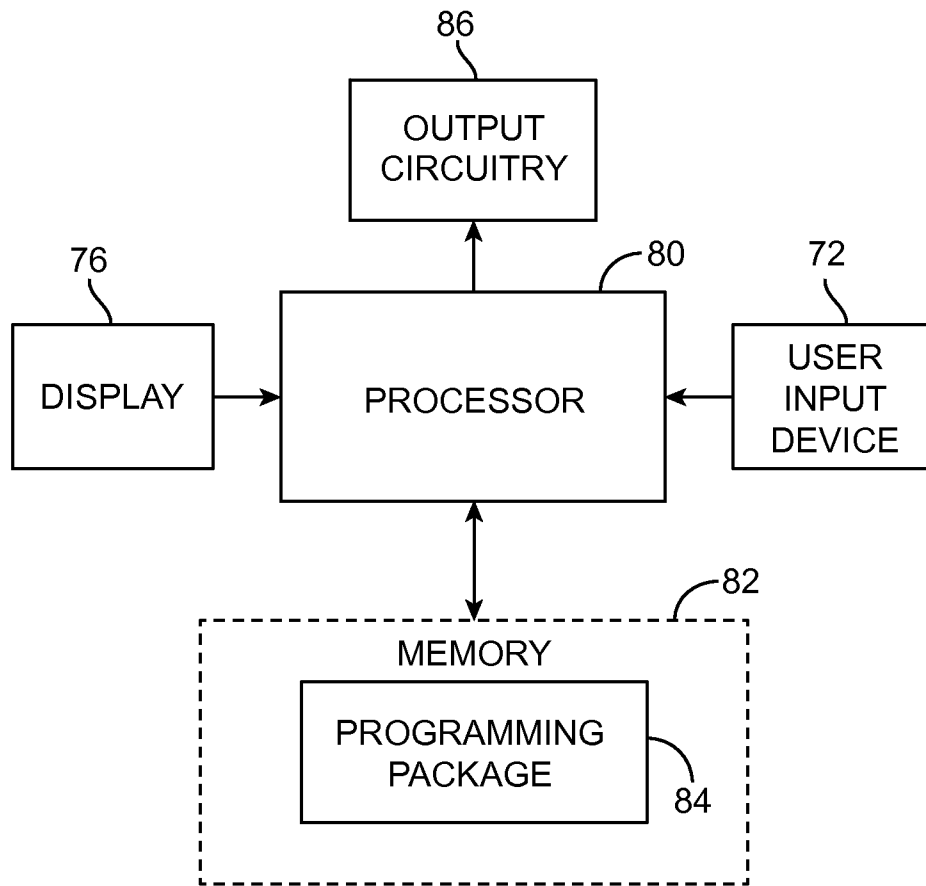 86
OUTPUT
CIRCUITRY
76
80
72
DISPLAY
PROCESSOR
USER
INPUT
DEVICE
82
MEMORY
PROGRAMMING
PACKAGE
84